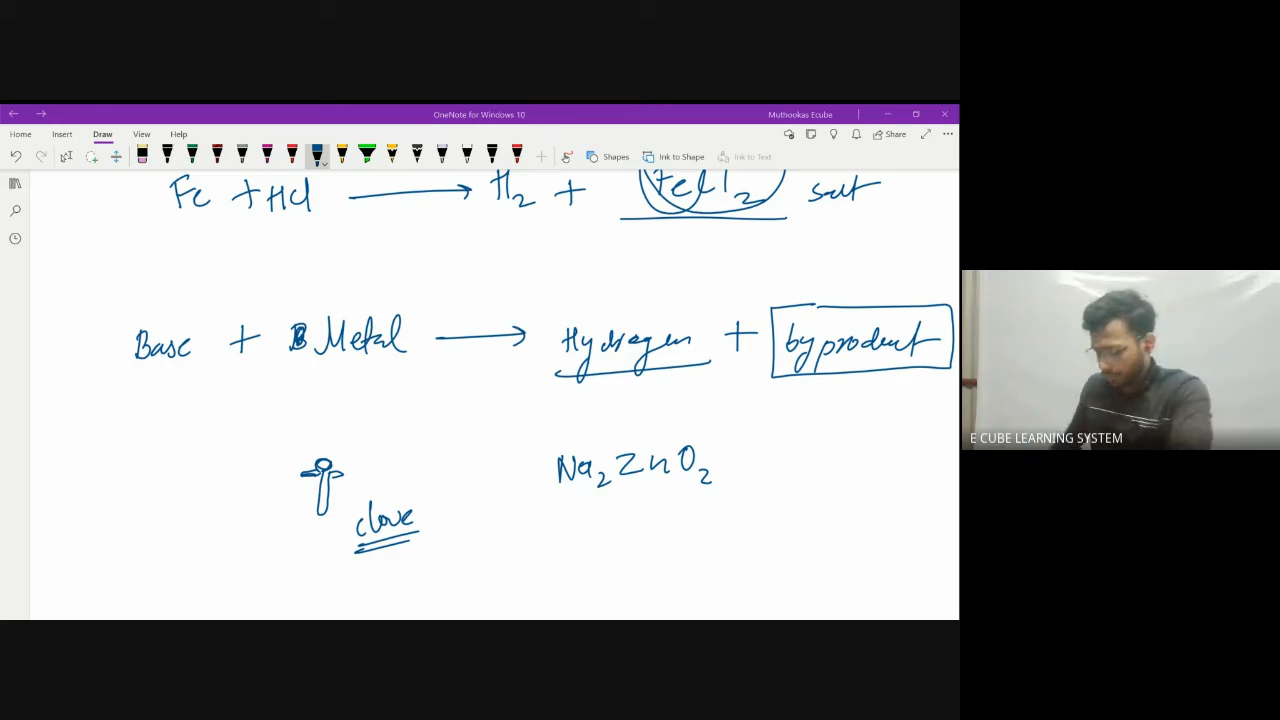 OneNote for Windows 10
Muthookas Ecube
Home Insert Draw View Help
Share
Shapes Ink to Shape Ink to Text
Fe + HCl ⟶ H2 + FeCl2 salt
Base + Metal ⟶ Hydrogen + byproduct
E CUBE LEARNING SYSTEM
Na2ZnO2
clove